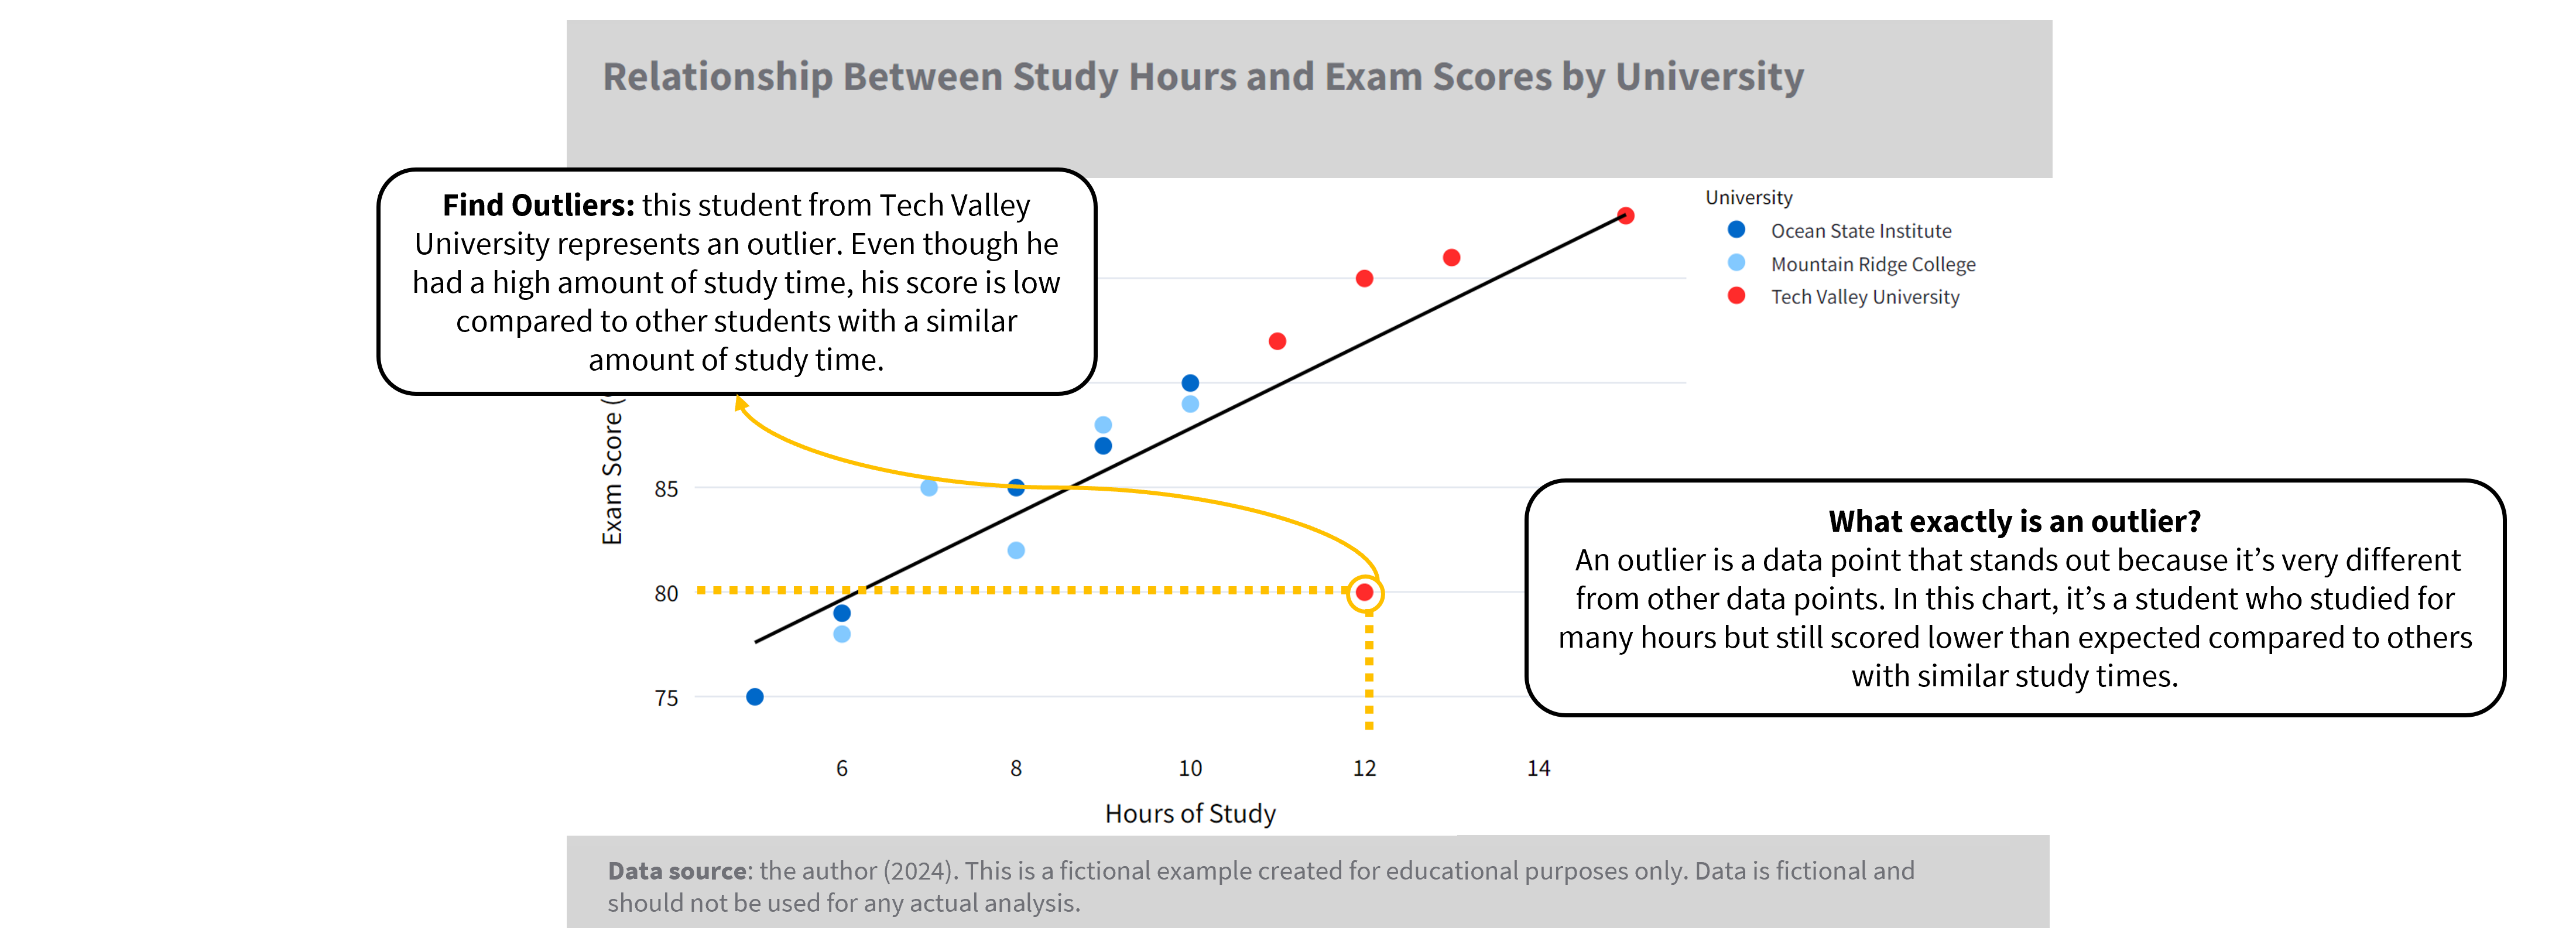 Relationship Between Study Hours and Exam Scores by University
Find Outliers: this student from Tech Valley
University represents an outlier. Even though he
had a high amount of study time, his score is low
compared to other students with a similar
amount of study time.
University
Ocean State Institute
Mountain Ridge College
Tech Valley University
Exam Score (
85
80
75
What exactly is an outlier?
An outlier is a data point that stands out because it’s very different
from other data points. In this chart, it’s a student who studied for
many hours but still scored lower than expected compared to others
with similar study times.
6 8 10 12 14
Hours of Study
Data source: the author (2024). This is a fictional example created for educational purposes only. Data is fictional and
should not be used for any actual analysis.